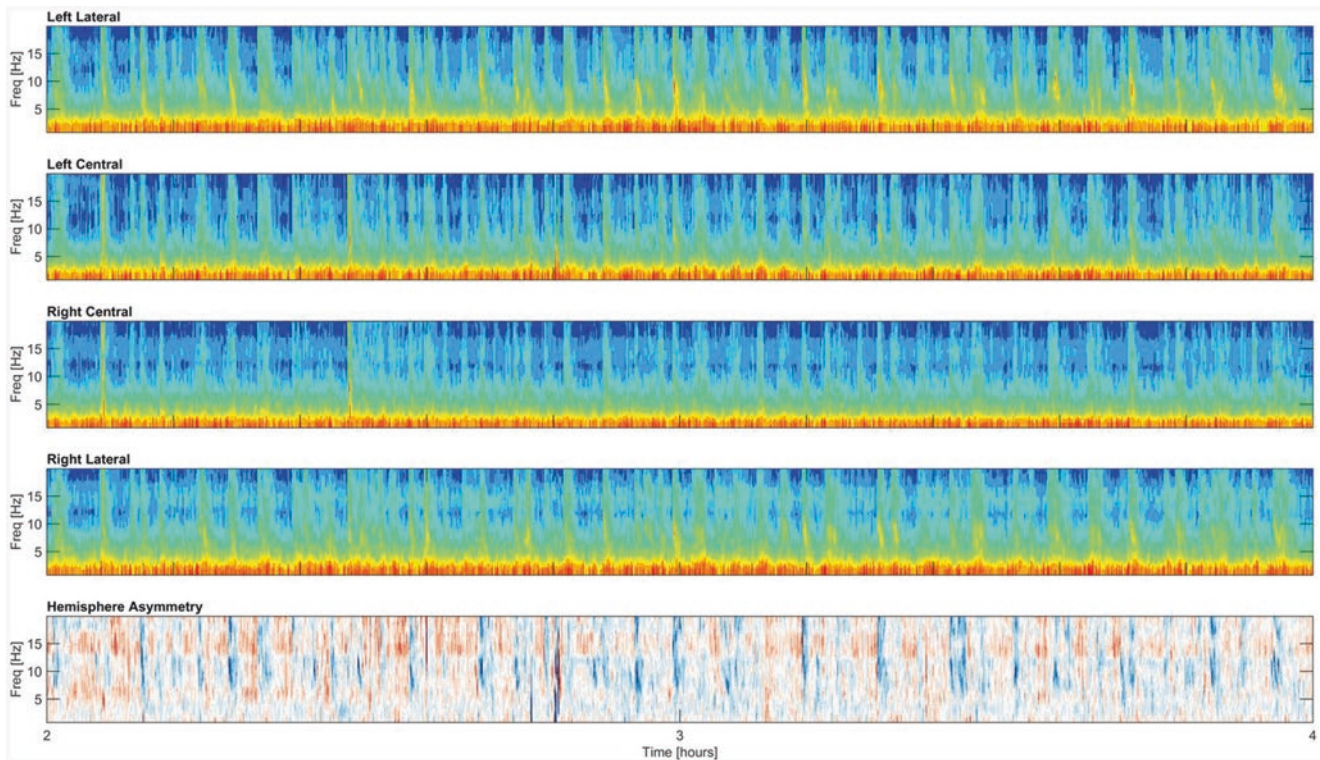 Left Lateral
Freq [Hz]
15
10
5
Left Central
Freq [Hz]
15
10
5
Right Central
Freq [Hz]
15
10
5
Right Lateral
Freq [Hz]
15
10
5
Hemisphere Asymmetry
Freq [Hz]
15
10
5
2 3 4
Time [hours]